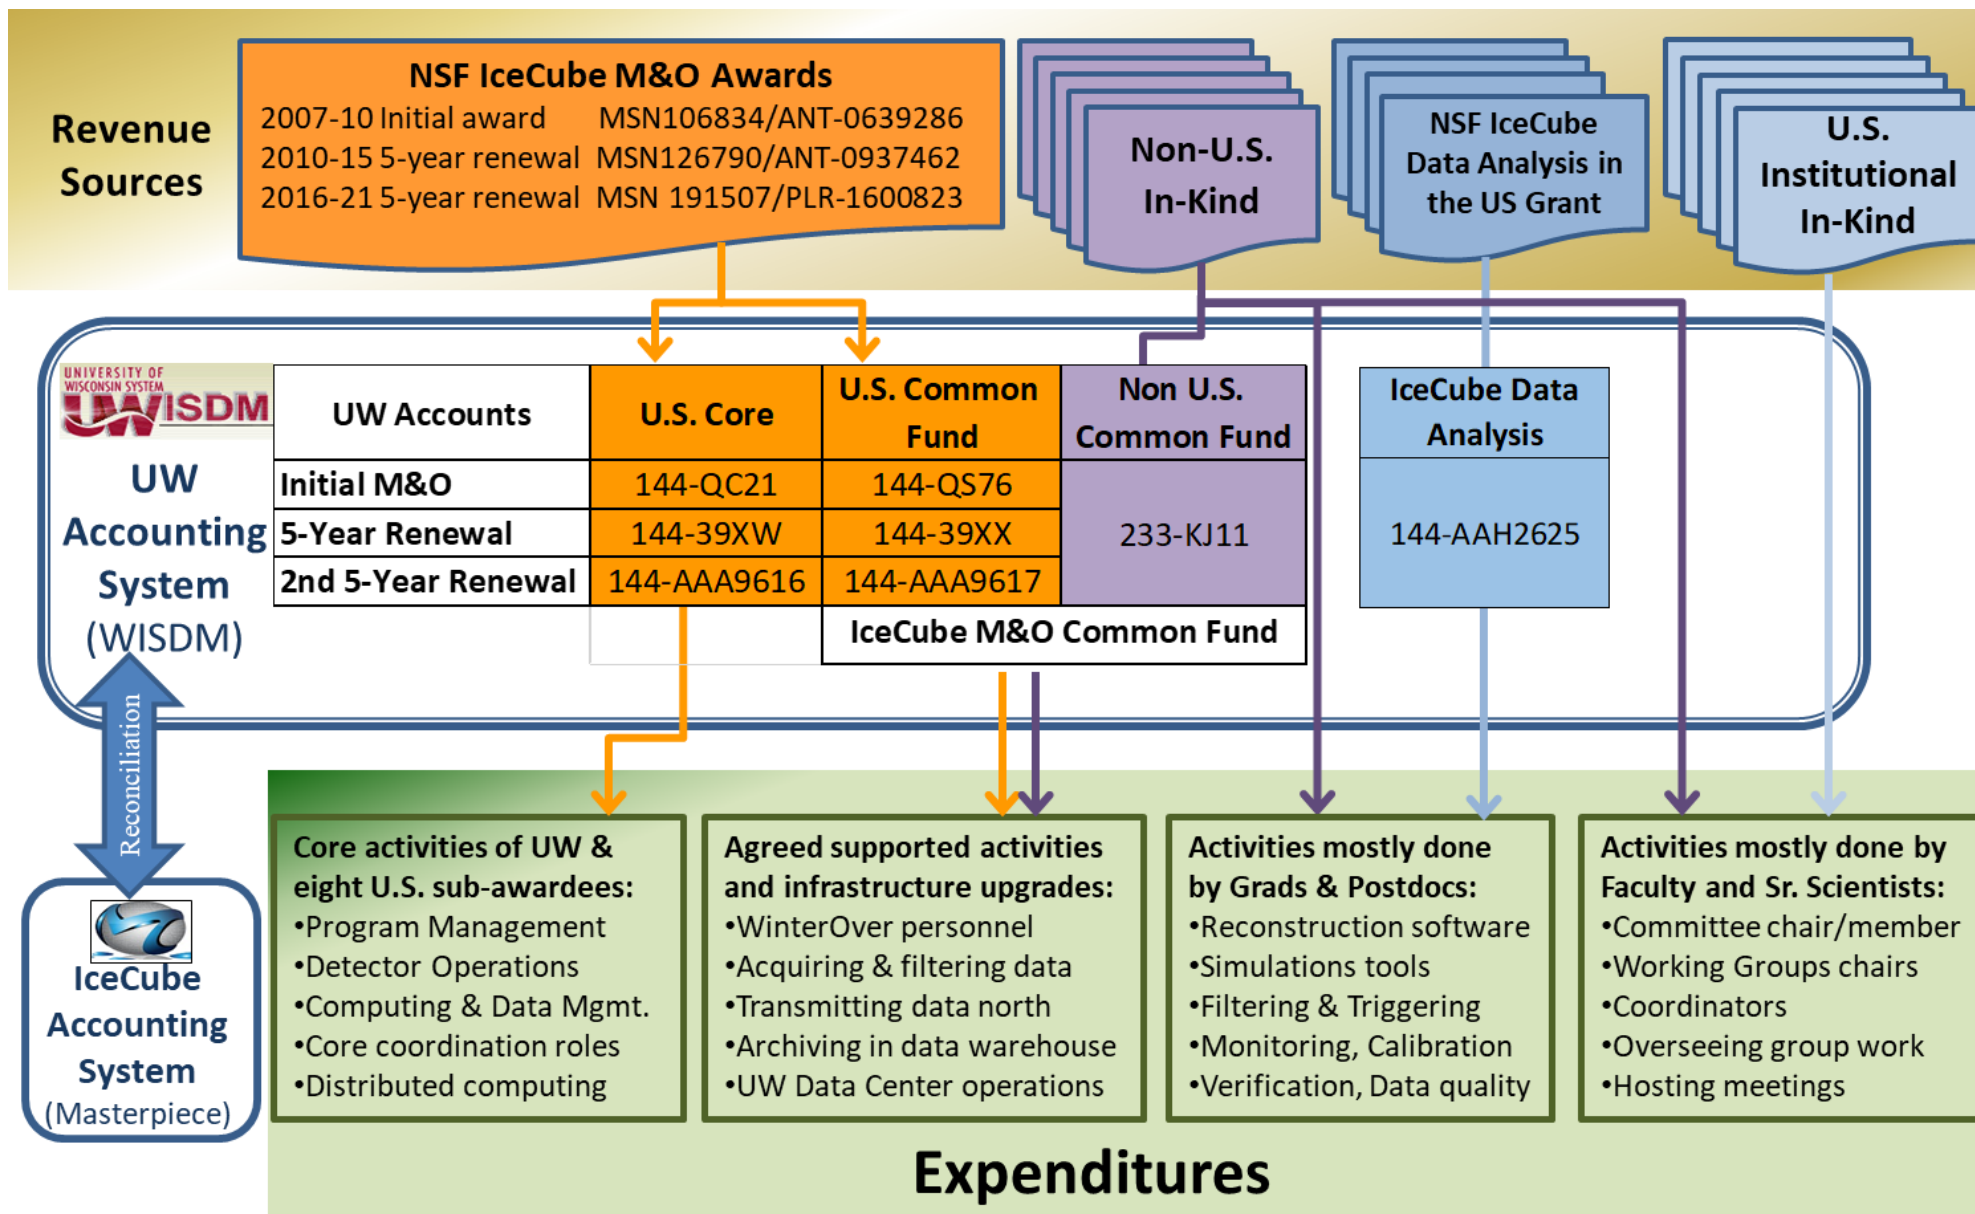 Revenue
Sources
NSF IceCube M&O Awards
2007-10 Initial award MSN106834/ANT-0639286
2010-15 5-year renewal MSN126790/ANT-0937462
2016-21 5-year renewal MSN 191507/PLR-1600823
Non-U.S.
In-Kind
NSF IceCube
Data Analysis in
the US Grant
U.S.
Institutional
In-Kind
UNIVERSITY OF
WISCONSIN SYSTEM
UWISDM
UW
Accounting
System
(WISDM)
UW Accounts
U.S. Core
U.S. Common
Fund
Non U.S.
Common Fund
Initial M&O 144-QC21 144-QS76
5-Year Renewal 144-39XW 144-39XX 233-KJ11
2nd 5-Year Renewal 144-AAA9616 144-AAA9617
IceCube M&O Common Fund
IceCube Data
Analysis
144-AAH2625
Reconciliation
IceCube
Accounting
System
(Masterpiece)
Core activities of UW &
eight U.S. sub-awardees:
•Program Management
•Detector Operations
•Computing & Data Mgmt.
•Core coordination roles
•Distributed computing
Agreed supported activities
and infrastructure upgrades:
•WinterOver personnel
•Acquiring & filtering data
•Transmitting data north
•Archiving in data warehouse
•UW Data Center operations
Activities mostly done
by Grads & Postdocs:
•Reconstruction software
•Simulations tools
•Filtering & Triggering
•Monitoring, Calibration
•Verification, Data quality
Activities mostly done by
Faculty and Sr. Scientists:
•Committee chair/member
•Working Groups chairs
•Coordinators
•Overseeing group work
•Hosting meetings
Expenditures